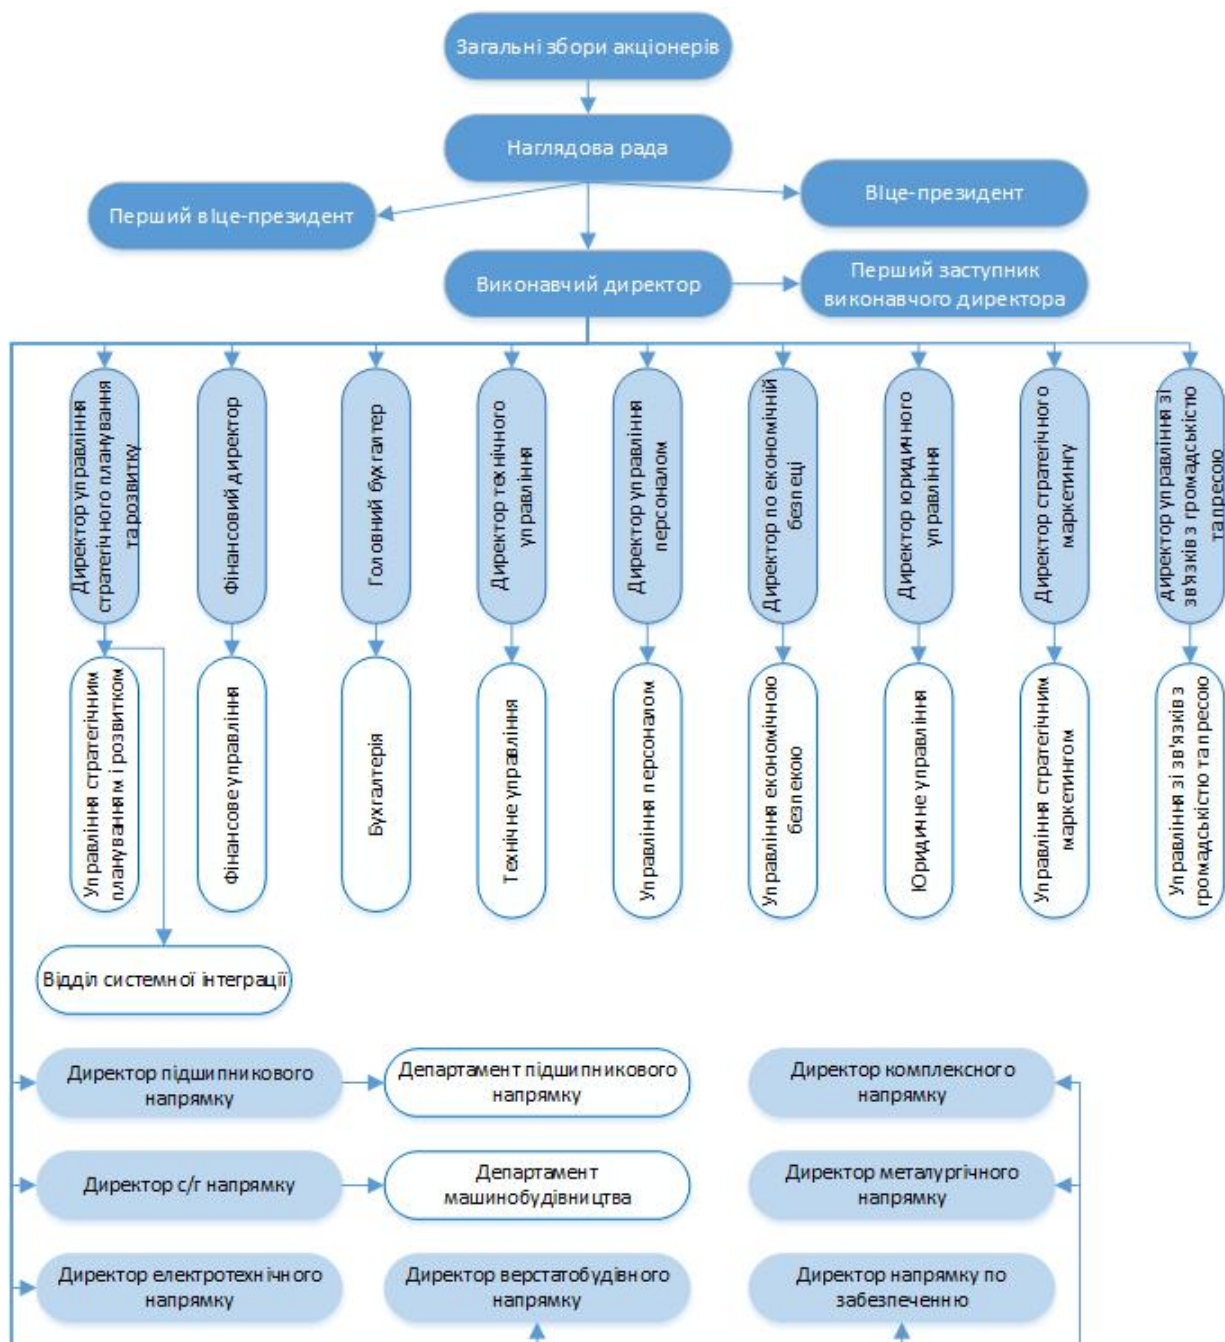 Загальні збори акціонерів
Наглядова рада
Перший віце-президент
ВІце-президент
Виконавчий директор
Перший заступник
виконавчого директора
Директор управління
стратегічного планування
та розвитку
Фінансовий директор
Головний бухгалтер
Директор технічного
управління
Директор управління
персоналом
Директор по економічній
безпеці
Директор юридичного
управління
Директор стратегічного
маркетингу
директор управління зі
зв'язків з громадськістю
та пресою
Управління стратегічним
плануванням і розвитком
Фінансове управління
Бухгалтерія
Технічне управління
Управління персоналом
Управління економічною
безпекою
Юридичне управління
Управління стратегічним
маркетингом
Управління зі зв'язків з
громадськістю та пресою
Відділ системної інтеграції
Директор підшипникового
напрямку
Департамент підшипникового
напрямку
Директор комплексного
напрямку
Директор с/г напрямку
Департамент
машинобудівництва
Директор металургічного
напрямку
Директор електротехнічного
напрямку
Директор верстатобудівного
напрямку
Директор напрямку по
забезпеченню